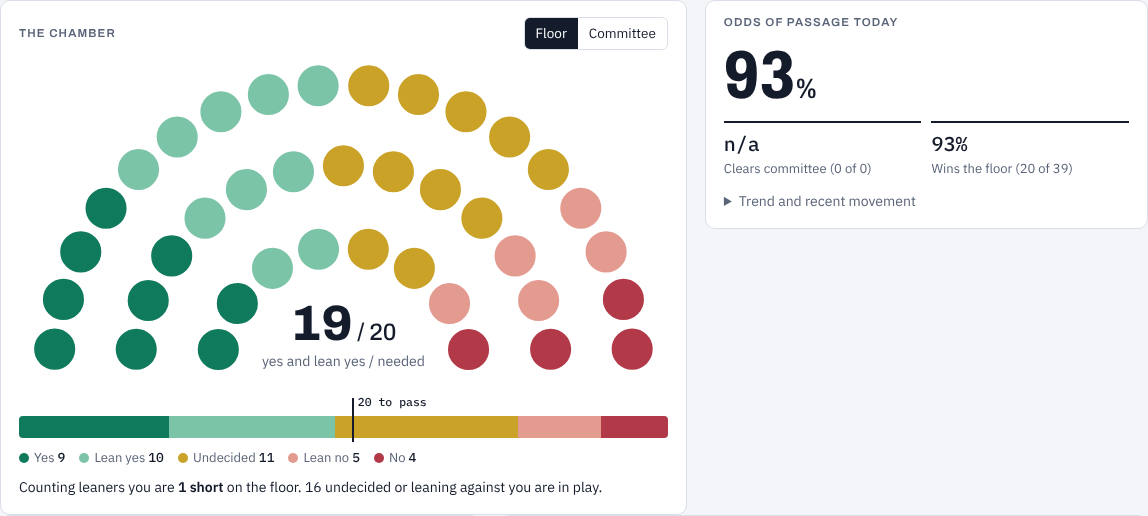 THE CHAMBER
Floor Committee
19 / 20
yes and lean yes / needed
20 to pass
Yes 9 Lean yes 10 Undecided 11 Lean no 5 No 4
Counting leaners you are 1 short on the floor. 16 undecided or leaning against you are in play.
ODDS OF PASSAGE TODAY
93%
n/a
Clears committee (0 of 0)
93%
Wins the floor (20 of 39)
Trend and recent movement